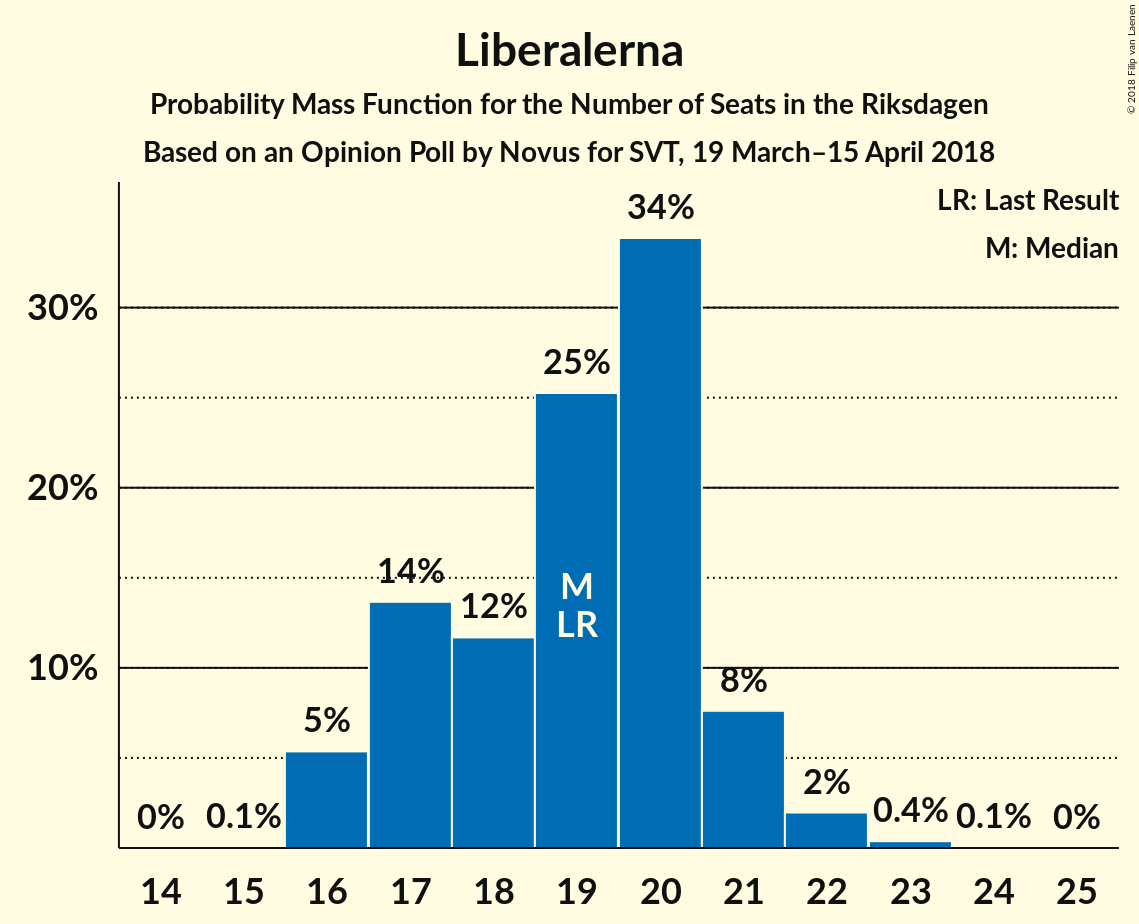 Liberalerna
Probability Mass Function for the Number of Seats in the Riksdagen
Based on an Opinion Poll by Novus for SVT, 19 March–15 April 2018
© 2018 Filip van Laenen
LR: Last Result
M: Median
34%
30%
25%
20%
14%
12%
M
LR
10%
8%
5%
2%
0%
0.1%
0.4%
0.1%
0%
14 15 16 17 18 19 20 21 22 23 24 25